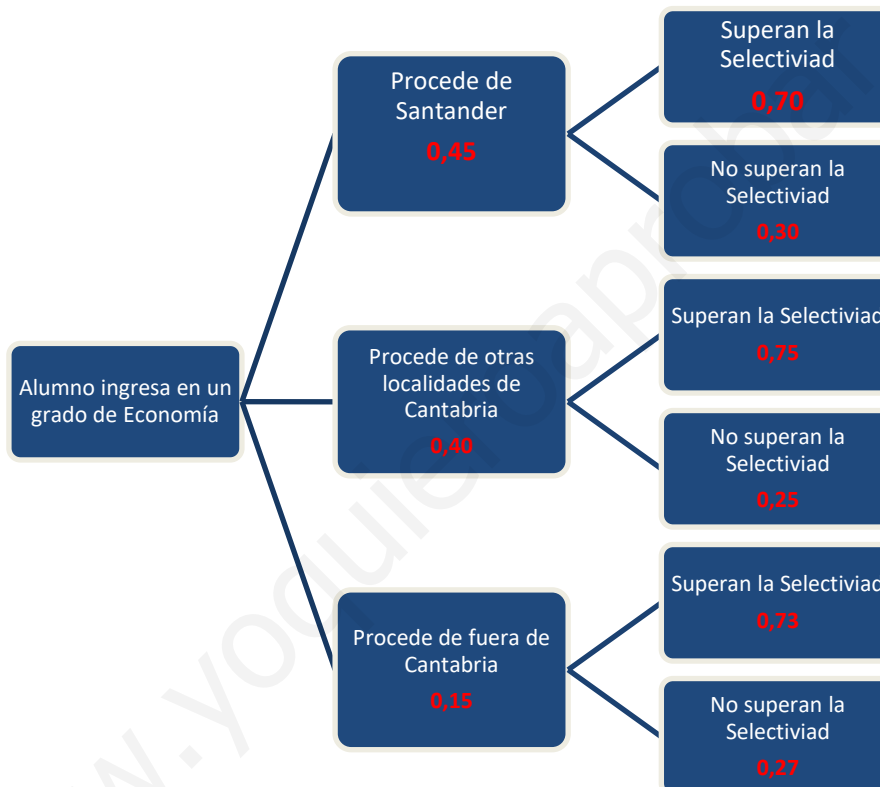 Alumno ingresa en un
grado de Economía
Procede de
Santander
0,45
Superan la
Selectiviad
0,70
No superan la
Selectiviad
0,30
Procede de otras
localidades de
Cantabria
0,40
Superan la Selectiviad
0,75
No superan la
Selectiviad
0,25
Procede de fuera de
Cantabria
0,15
Superan la Selectiviad
0,73
No superan la
Selectiviad
0,27
w.yoquieroaprobar